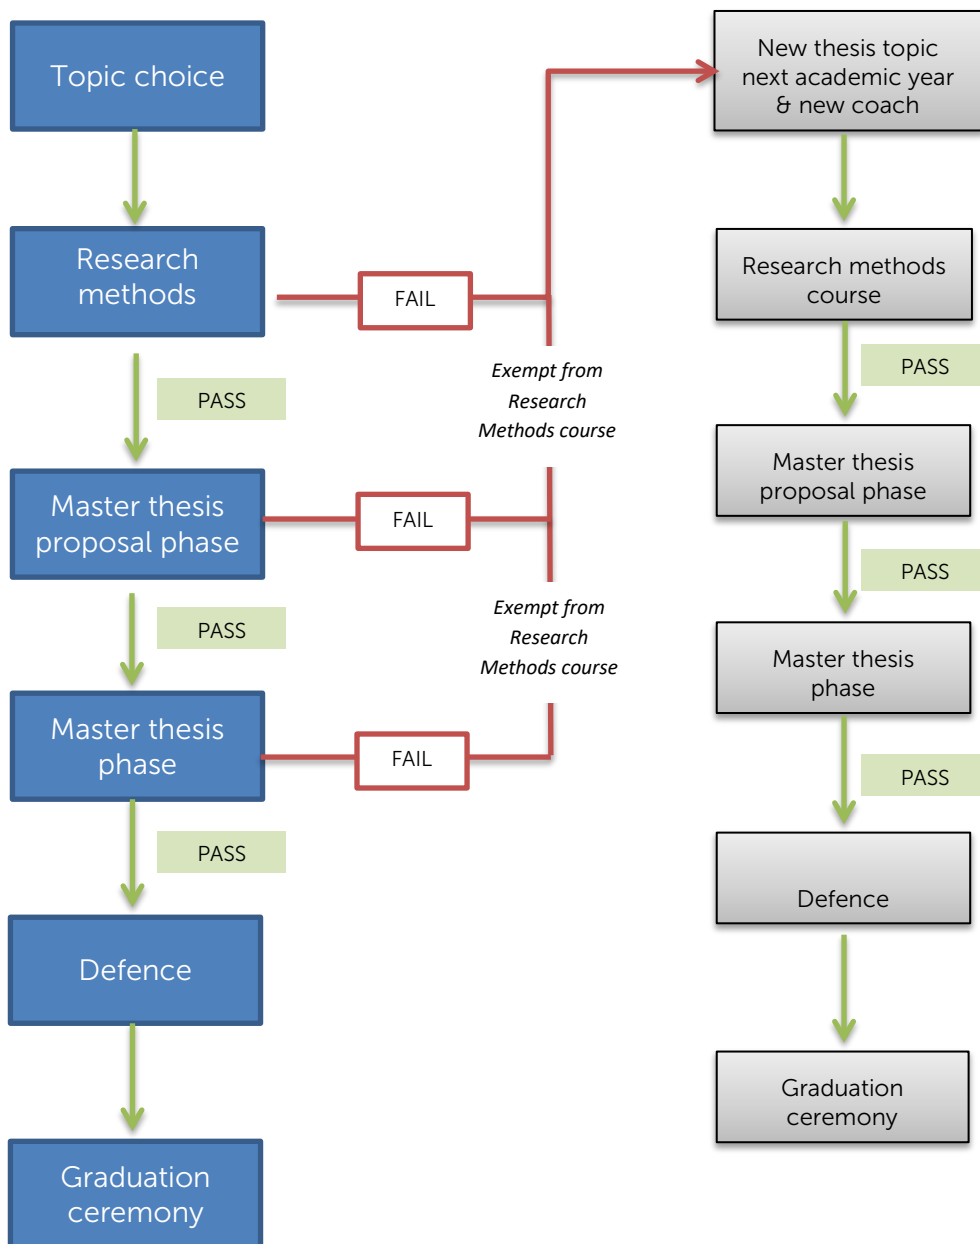 Topic choice
Research
methods
FAIL
PASS
Exempt from
Research
Methods course
Master thesis
proposal phase
FAIL
PASS
Exempt from
Research
Methods course
Master thesis
phase
FAIL
PASS
Defence
Graduation
ceremony
New thesis topic
next academic year
& new coach
Research methods
course
PASS
Master thesis
proposal phase
PASS
Master thesis
phase
PASS
Defence
Graduation
ceremony